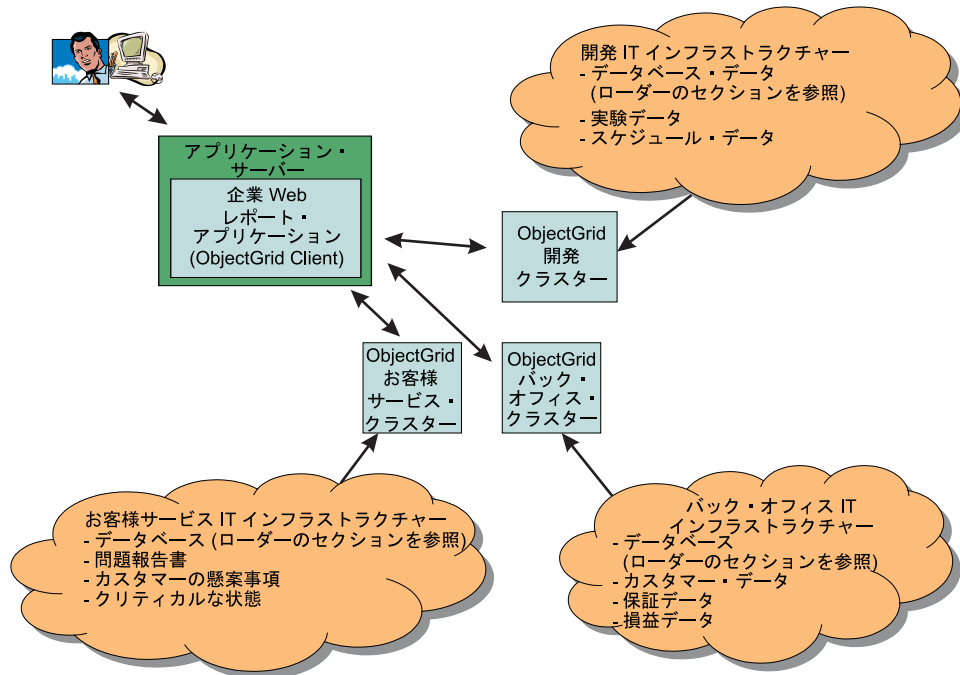 開発 IT インフラストラクチャー
- データベース・データ
(ローダーのセクションを参照)
- 実験データ
- スケジュール・データ
アプリケーション・
サーバー
企業 Web
レポート・
アプリケーション
(ObjectGrid Client)
ObjectGrid
開発
クラスター
ObjectGrid
お客様
サービス・
クラスター
ObjectGrid
バック・
オフィス・
クラスター
お客様サービス IT インフラストラクチャー
- データベース (ローダーのセクションを参照)
- 問題報告書
- カスタマーの懸案事項
- クリティカルな状態
バック・オフィス IT
インフラストラクチャー
- データベース
(ローダーのセクションを参照)
- カスタマー・データ
- 保証データ
- 損益データ